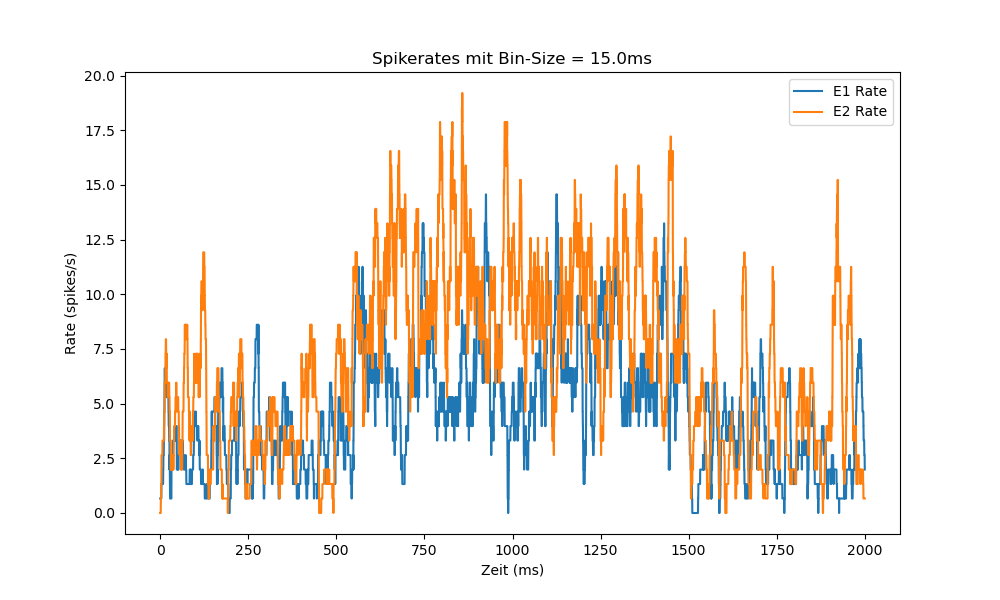 Spikerates mit Bin-Size = 15.0ms
E1 Rate
E2 Rate
Rate (spikes/s)
20.0
17.5
15.0
12.5
10.0
7.5
5.0
2.5
0.0
0 250 500 750 1000 1250 1500 1750 2000
Zeit (ms)